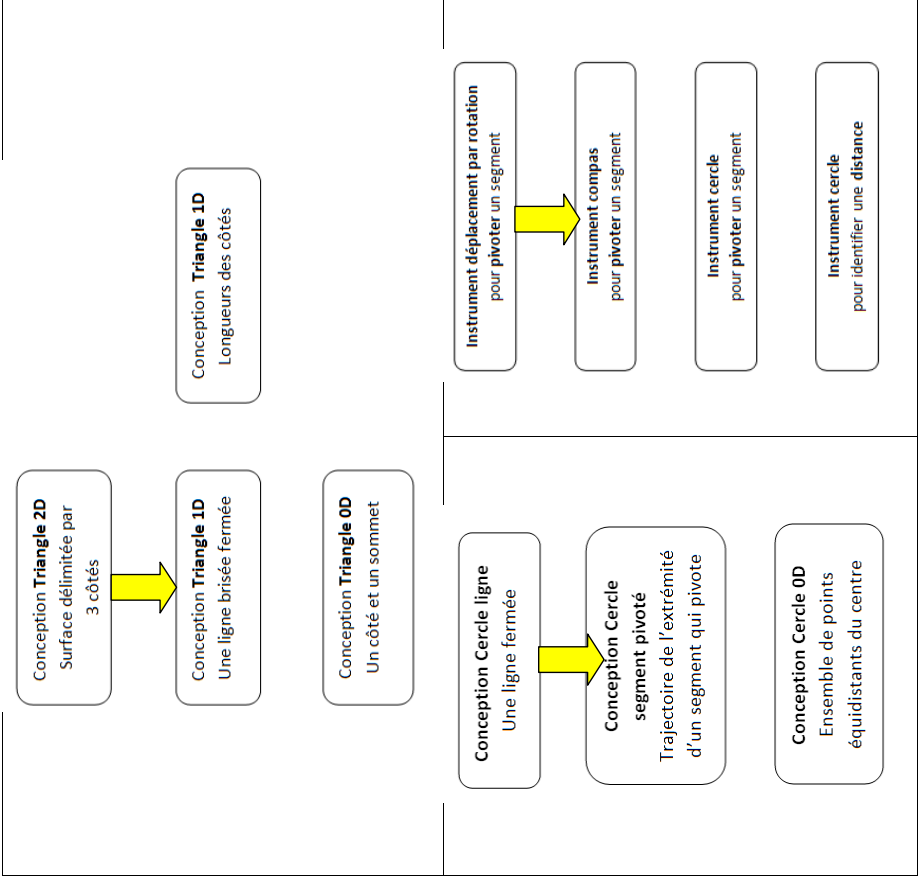 Conception Triangle 2D
Surface délimitée par
3 côtés
Conception Triangle 1D
Une ligne brisée fermée
Conception Triangle 0D
Un côté et un sommet
Conception Triangle 1D
Longueurs des côtés
Conception Cercle ligne
Une ligne fermée
Conception Cercle
segment pivoté
Trajectoire de l'extrémité
d'un segment qui pivote
Conception Cercle 0D
Ensemble de points
équidistants du centre
Instrument déplacement par rotation
pour pivoter un segment
Instrument compas
pour pivoter un segment
Instrument cercle
pour pivoter un segment
Instrument cercle
pour identifier une distance